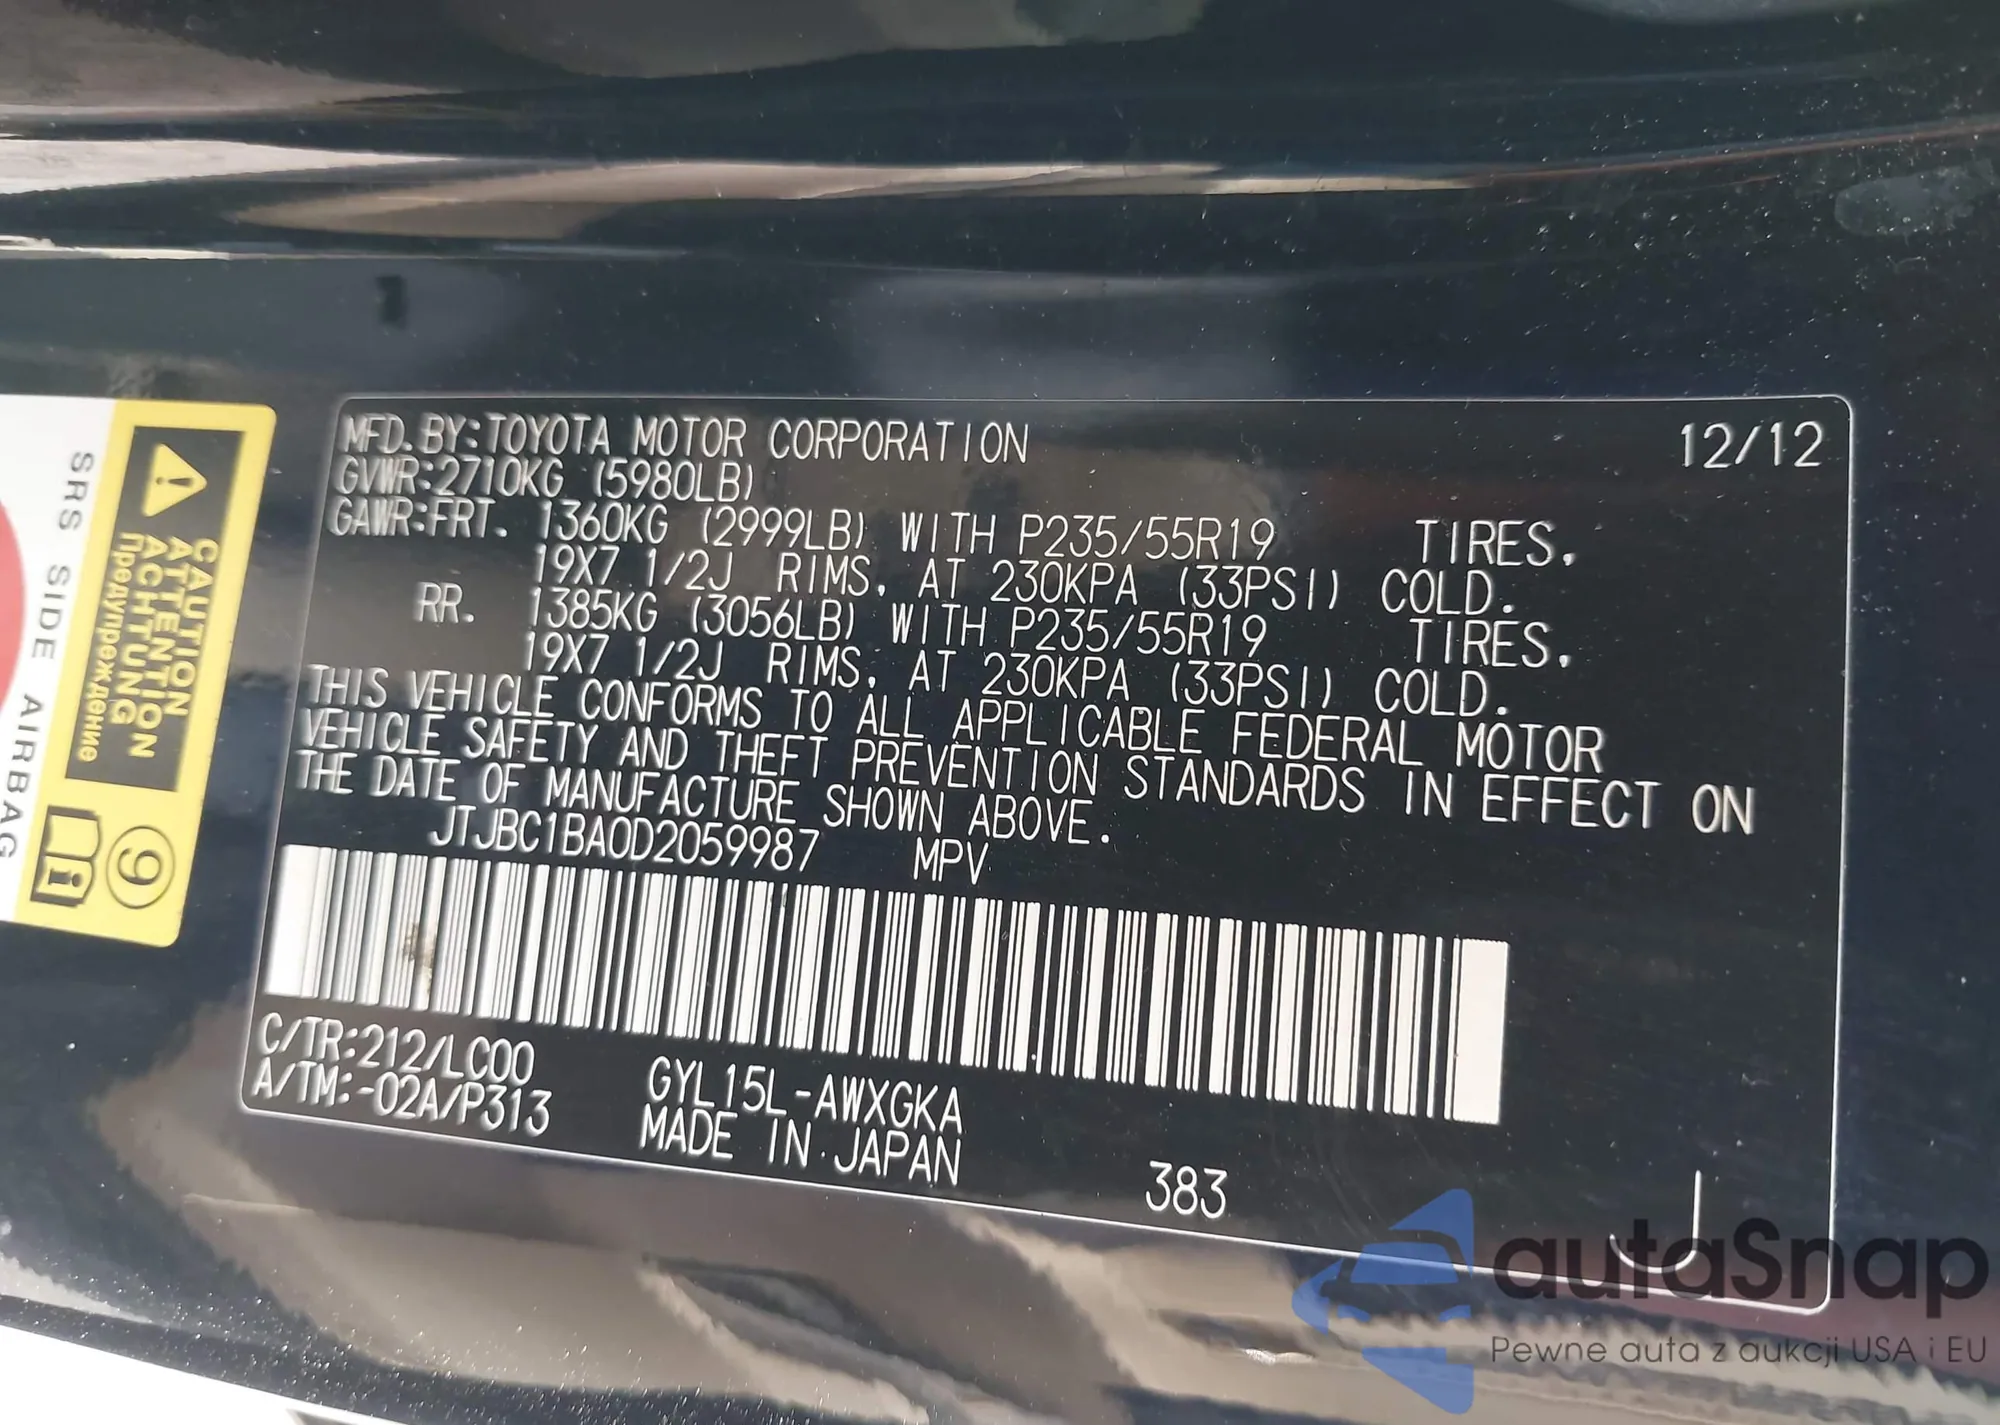 MFD. BY:TOYOTA MOTOR CORPORATION 12/12
GVWR:2710KG (5980LB)
GAWR:FRT. 1360KG (2999LB) WITH P235/55R19 TIRES,
19X7 1/2J RIMS, AT 230KPA (33PSI) COLD.
RR. 1385KG (3056LB) WITH P235/55R19 TIRES,
19X7 1/2J RIMS, AT 230KPA (33PSI) COLD.
THIS VEHICLE CONFORMS TO ALL APPLICABLE FEDERAL MOTOR
VEHICLE SAFETY AND THEFT PREVENTION STANDARDS IN EFFECT ON
THE DATE OF MANUFACTURE SHOWN ABOVE.
JTJBC1BA0D2059987 MPV
C/TR:212/LC00
A/TM:-02A/P313
GYL15L-AWXGKA
MADE IN JAPAN
383
J
CAUTION
ATTENTION
ACHTUNG
Предупреждение
SRS SIDE AIRBAG
9
i
autaSnap
Pewne auta z aukcji USA i EU